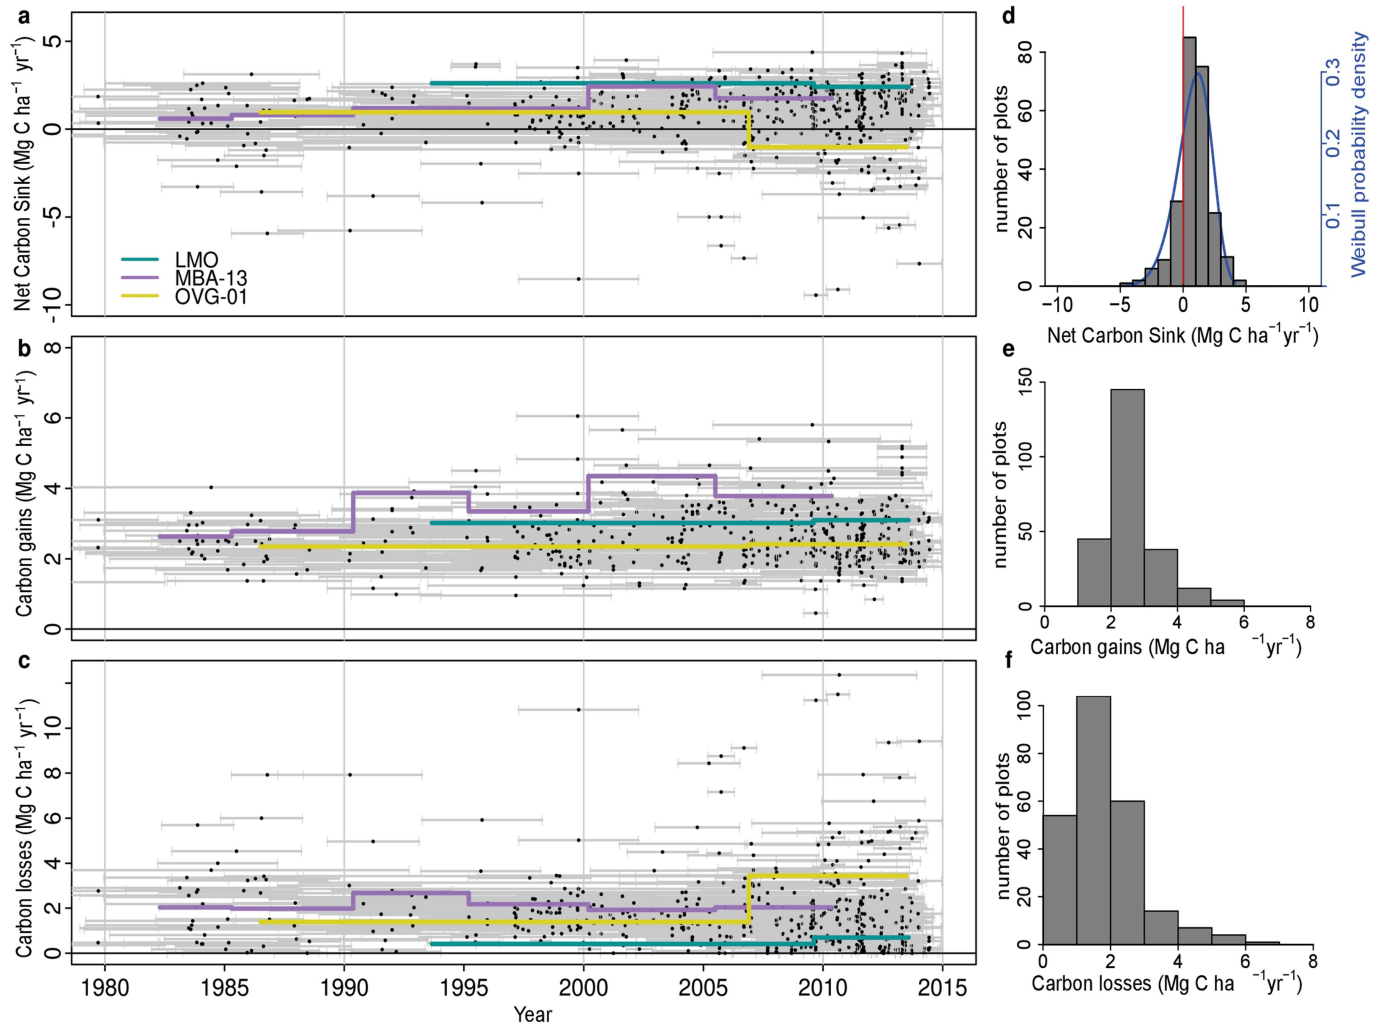 a
Net Carbon Sink (Mg C ha⁻¹ yr⁻¹)
5
0
-5
-10
LMO
MBA-13
OVG-01
b
Carbon gains (Mg C ha⁻¹ yr⁻¹)
8
6
4
2
0
c
Carbon losses (Mg C ha⁻¹ yr⁻¹)
10
8
6
4
2
0
1980 1985 1990 1995 2000 2005 2010 2015
Year
d
number of plots
80
60
40
20
0
0.3
0.2
0.1
Weibull probability density
−10 −5 0 5 10
Net Carbon Sink (Mg C ha⁻¹yr⁻¹)
e
number of plots
150
100
50
0
0 2 4 6 8
Carbon gains (Mg C ha ⁻¹yr⁻¹)
f
number of plots
100
80
60
40
20
0
0 2 4 6 8
Carbon losses (Mg C ha ⁻¹yr⁻¹)